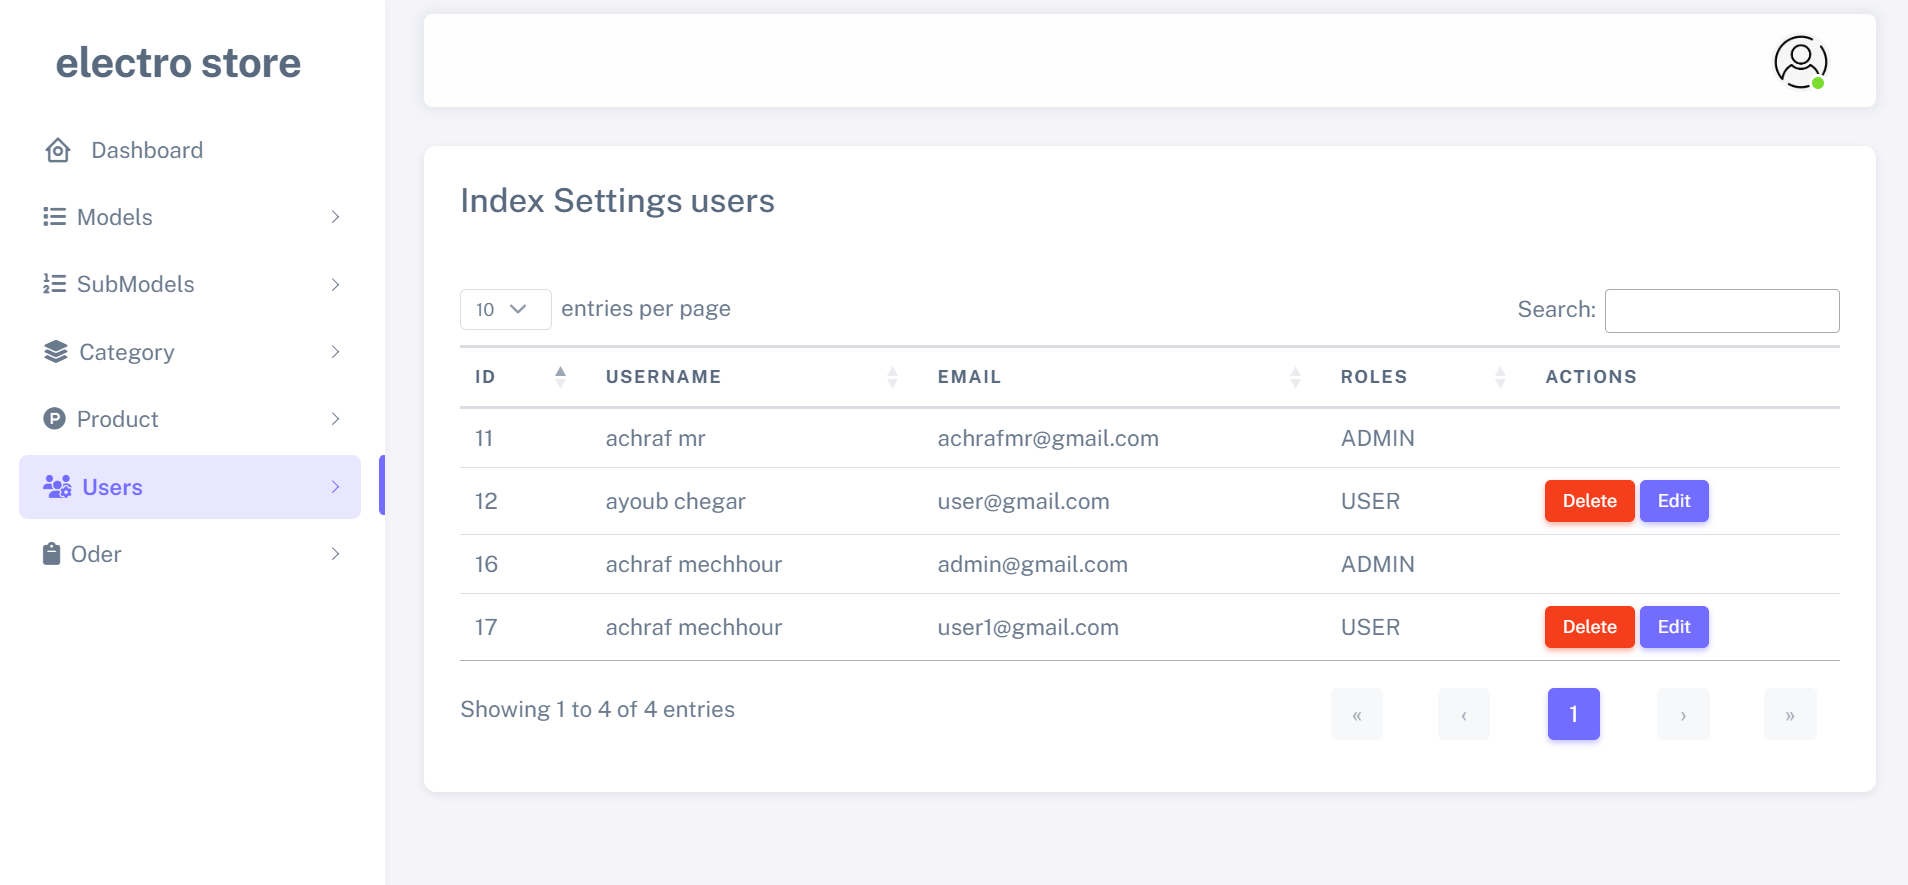 electro store
Dashboard
Models
SubModels
Category
Product
Users
Oder
Index Settings users
10 entries per page
Search:
ID USERNAME EMAIL ROLES ACTIONS
11 achraf mr achrafmr@gmail.com ADMIN
12 ayoub chegar user@gmail.com USER Delete Edit
16 achraf mechhour admin@gmail.com ADMIN
17 achraf mechhour user1@gmail.com USER Delete Edit
Showing 1 to 4 of 4 entries
« ‹ 1 › »